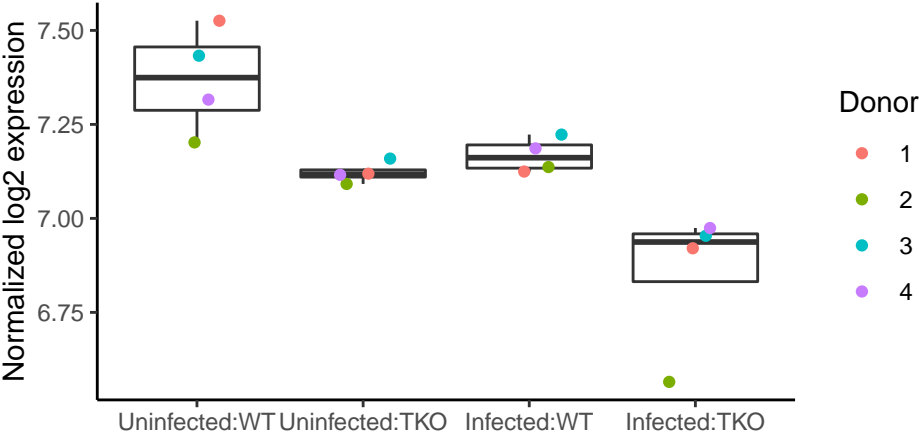 Normalized log2 expression
7.50
7.25
7.00
6.75
Uninfected:WT Uninfected:TKO Infected:WT Infected:TKO
Donor
1
2
3
4